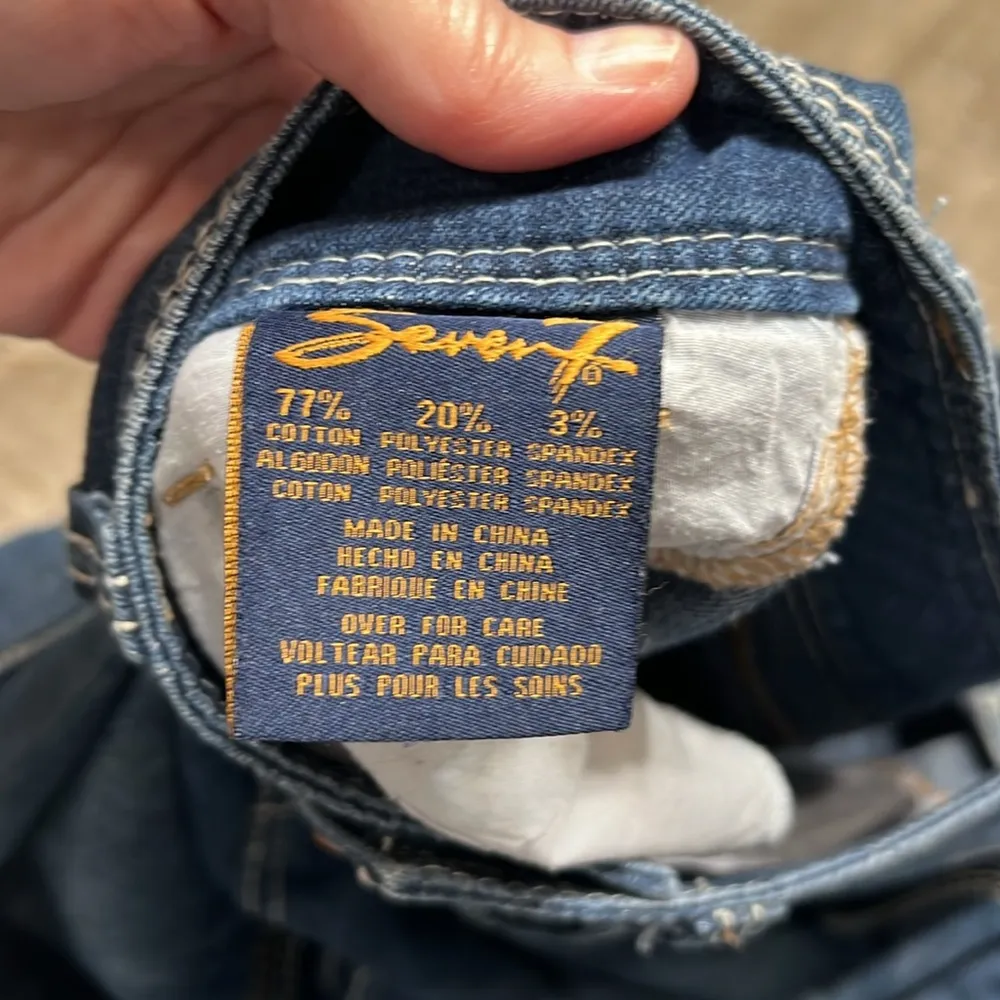 Seven7®
77% 20% 3%
COTTON POLYESTER SPANDEX
ALGODON POLIÉSTER SPANDEX
COTON POLYESTER SPANDEX
MADE IN CHINA
HECHO EN CHINA
FABRIQUE EN CHINE
OVER FOR CARE
VOLTEAR PARA CUIDADO
PLUS POUR LES SOINS